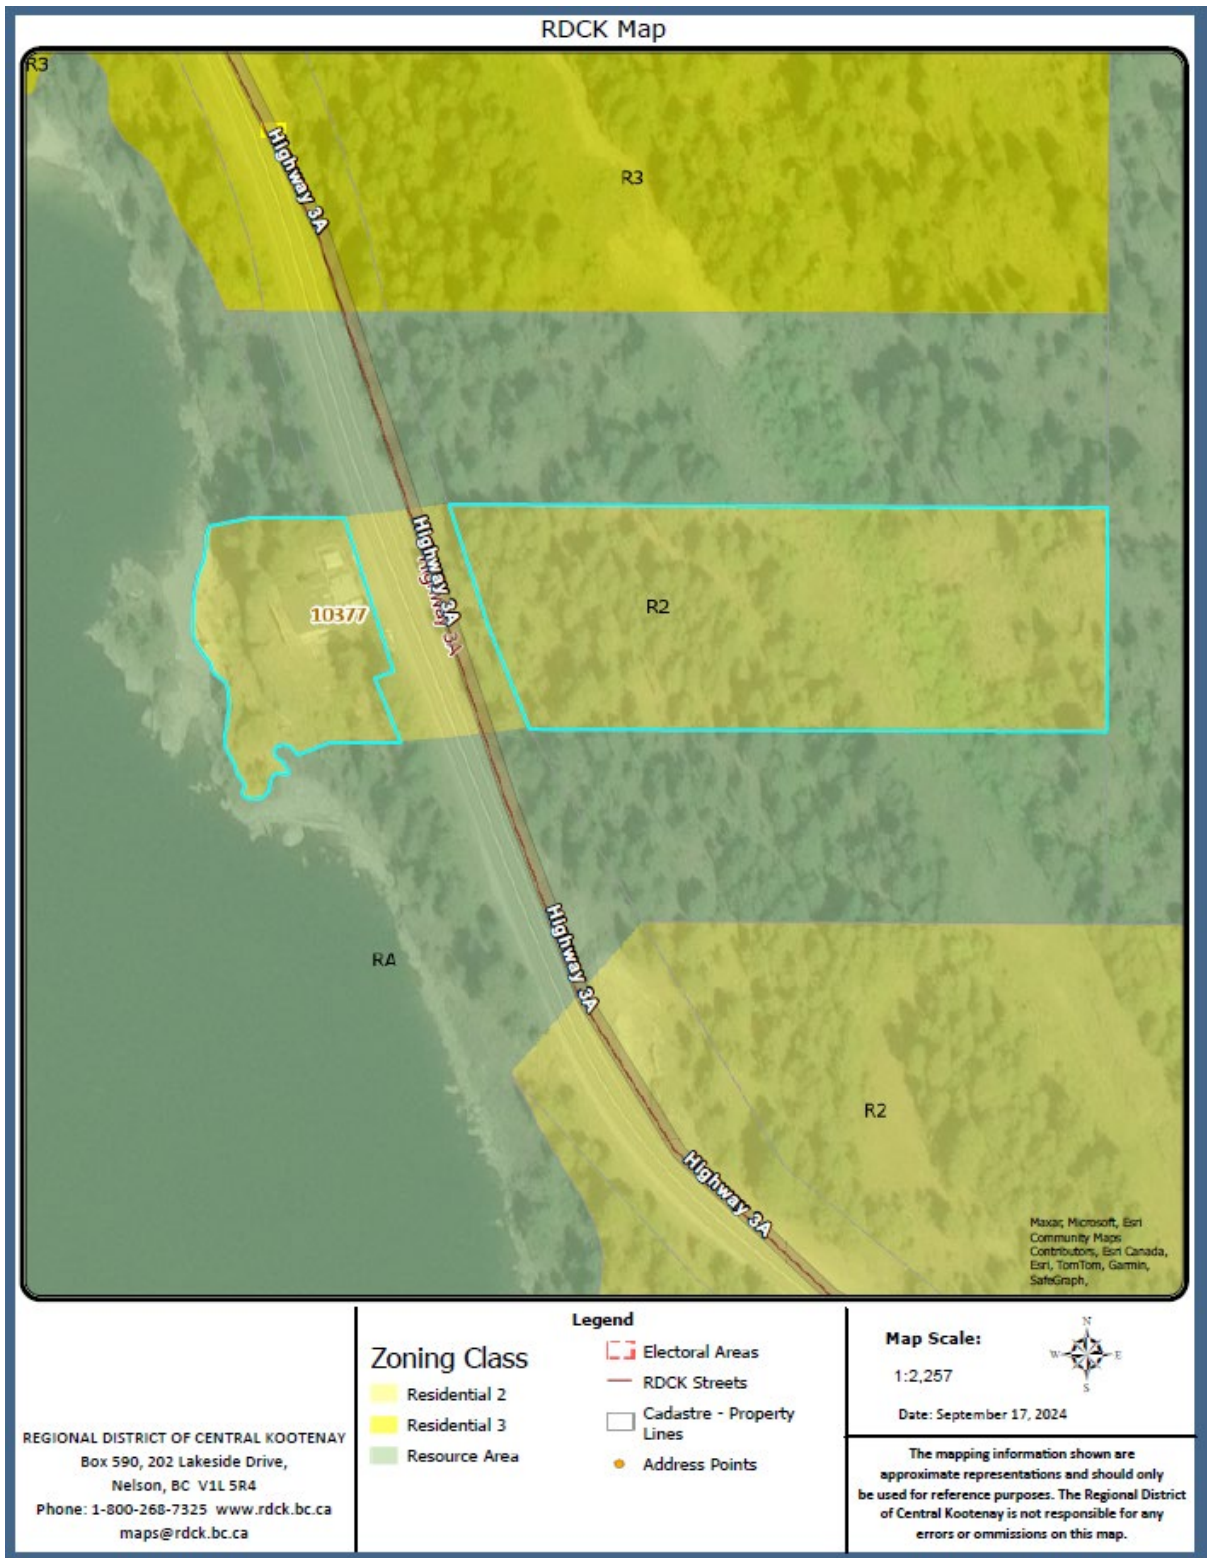 RDCK Map
R3
Highway 3A
R3
Highway 3A
Highway 3A
10377
R2
Highway 3A
RA
R2
Highway 3A
Maxar, Microsoft, Esri
Community Maps
Contributors, Esri Canada,
Esri, TomTom, Garmin,
SafeGraph,
REGIONAL DISTRICT OF CENTRAL KOOTENAY
Box 590, 202 Lakeside Drive,
Nelson, BC V1L 5R4
Phone: 1-800-268-7325 www.rdck.bc.ca
maps@rdck.bc.ca
Legend
Zoning Class
Residential 2
Residential 3
Resource Area
Electoral Areas
RDCK Streets
Cadastre - Property
Lines
Address Points
Map Scale:
1:2,257
N
W
E
S
Date: September 17, 2024
The mapping information shown are
approximate representations and should only
be used for reference purposes. The Regional District
of Central Kootenay is not responsible for any
errors or ommissions on this map.